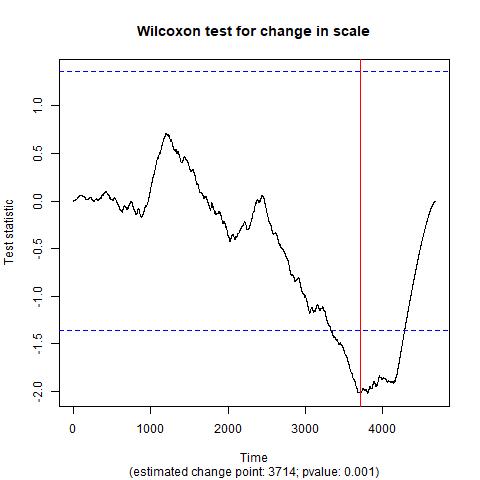 Wilcoxon test for change in scale
Test statistic
1.0
0.5
0.0
-0.5
-1.0
-1.5
-2.0
0 1000 2000 3000 4000
Time
(estimated change point: 3714; pvalue: 0.001)